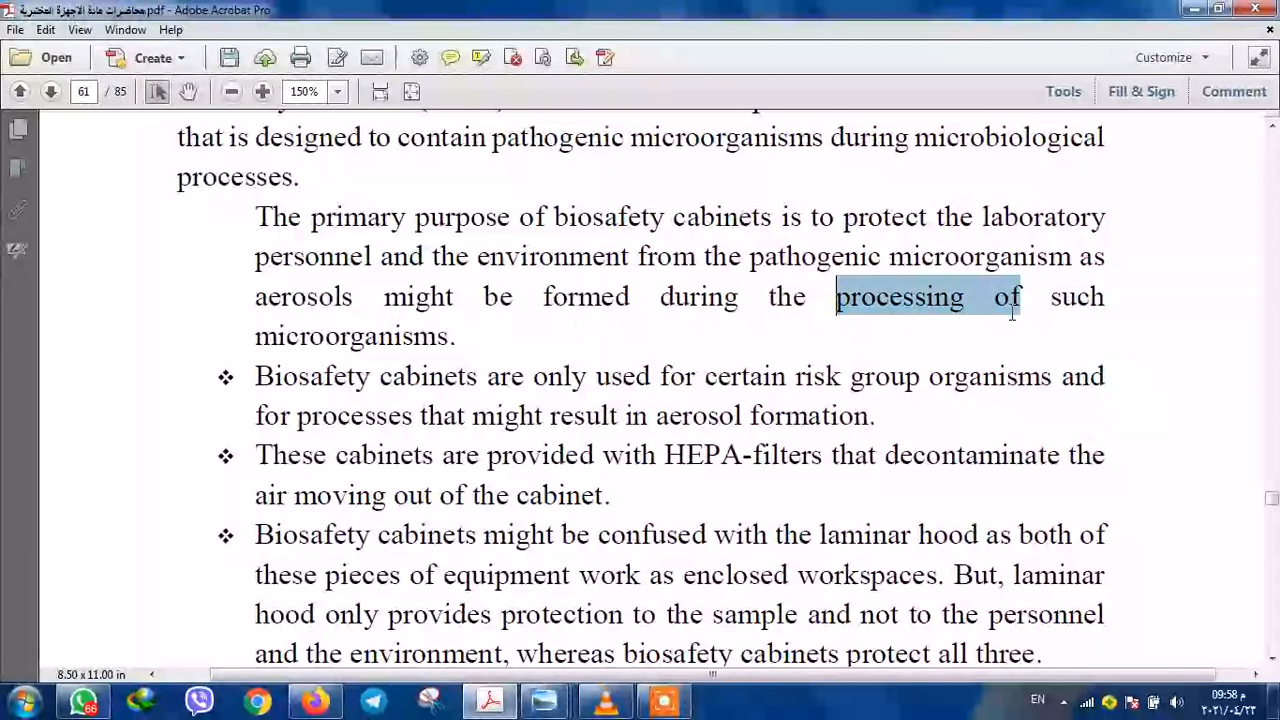 محاضرات مادة الاجهزة المختبرية.pdf - Adobe Acrobat Pro
File Edit View Window Help
Open Create Customize
61 / 85 150% Tools Fill & Sign Comment
that is designed to contain pathogenic microorganisms during microbiological
processes.
The primary purpose of biosafety cabinets is to protect the laboratory
personnel and the environment from the pathogenic microorganism as
aerosols might be formed during the processing of such
microorganisms.
❖ Biosafety cabinets are only used for certain risk group organisms and
for processes that might result in aerosol formation.
❖ These cabinets are provided with HEPA-filters that decontaminate the
air moving out of the cabinet.
❖ Biosafety cabinets might be confused with the laminar hood as both of
these pieces of equipment work as enclosed workspaces. But, laminar
hood only provides protection to the sample and not to the personnel
and the environment, whereas biosafety cabinets protect all three.
8.50 x 11.00 in
66
EN
09:58 م
٢٠٢١/٠٤/٢٣